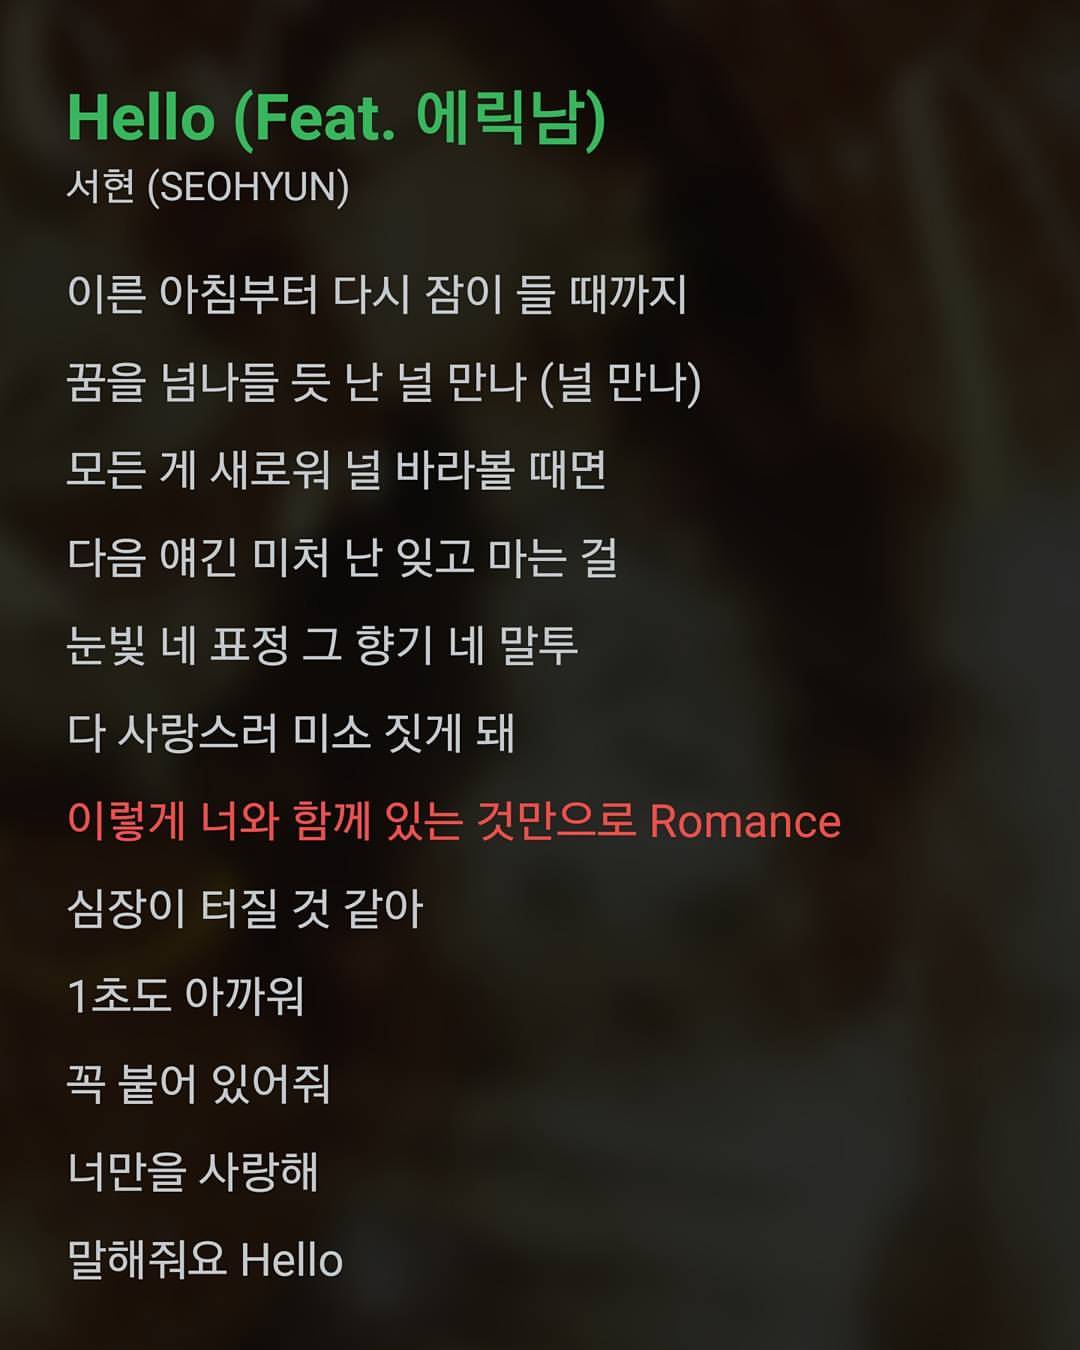 Hello (Feat. 에릭남)
서현 (SEOHYUN)
이른 아침부터 다시 잠이 들 때까지
꿈을 넘나들 듯 난 널 만나 (널 만나)
모든 게 새로워 널 바라볼 때면
다음 얘긴 미처 난 잊고 마는 걸
눈빛 네 표정 그 향기 네 말투
다 사랑스러 미소 짓게 돼
이렇게 너와 함께 있는 것만으로 Romance
심장이 터질 것 같아
1초도 아까워
꼭 붙어 있어줘
너만을 사랑해
말해줘요 Hello